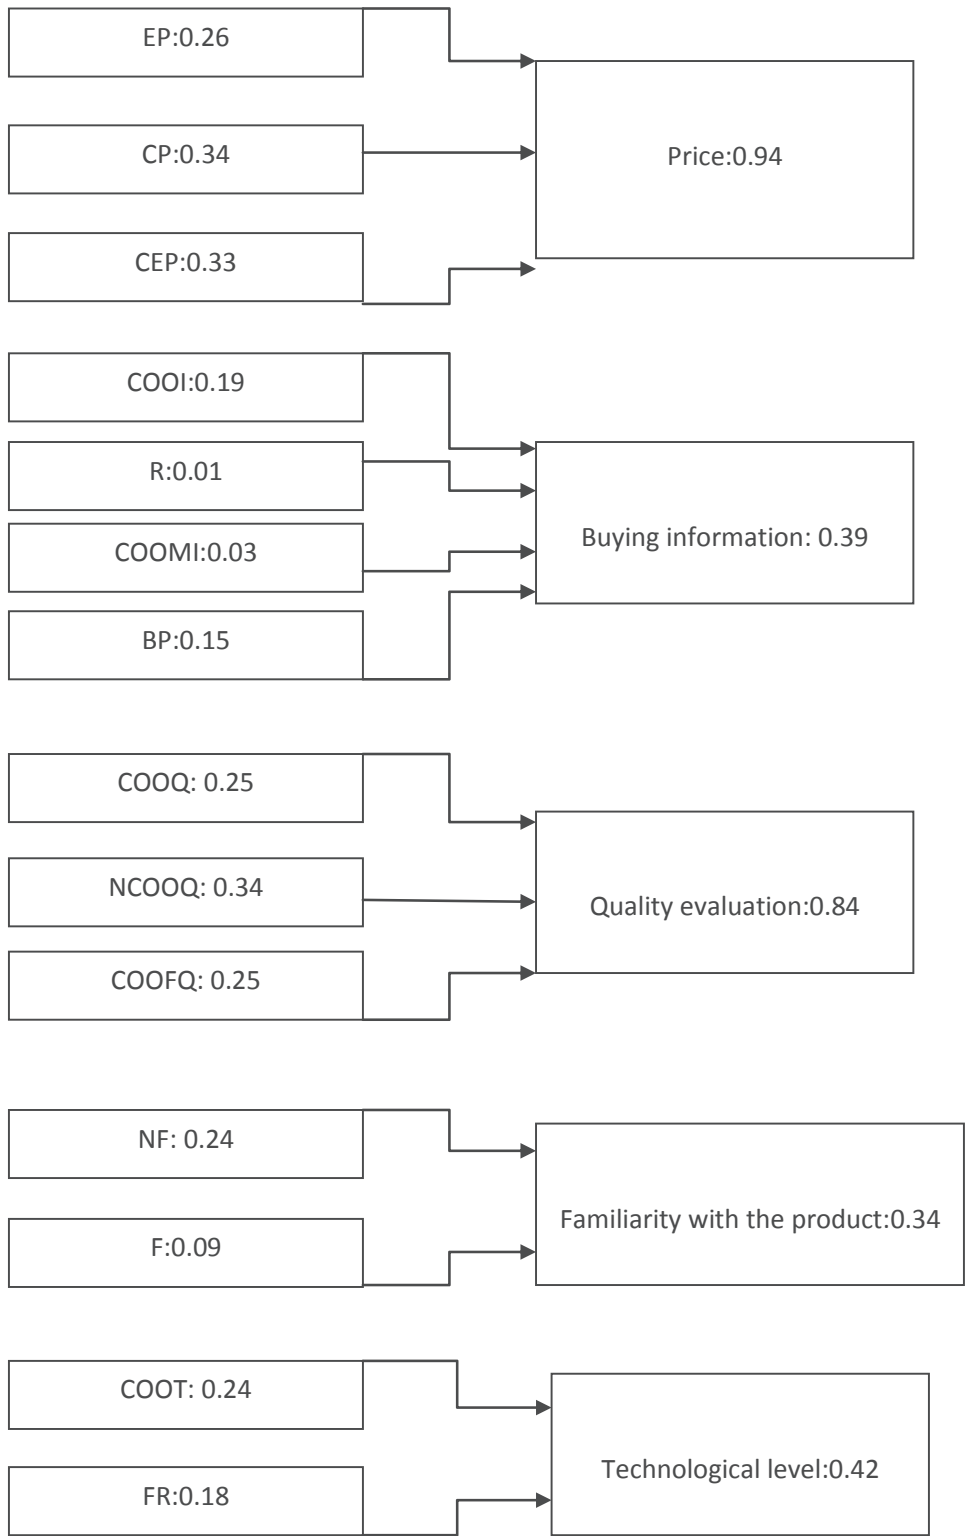 EP:0.26
CP:0.34
Price:0.94
CEP:0.33
COOI:0.19
R:0.01
COOMI:0.03
Buying information: 0.39
BP:0.15
COOQ: 0.25
NCOOQ: 0.34
Quality evaluation:0.84
COOFQ: 0.25
NF: 0.24
Familiarity with the product:0.34
F:0.09
COOT: 0.24
Technological level:0.42
FR:0.18